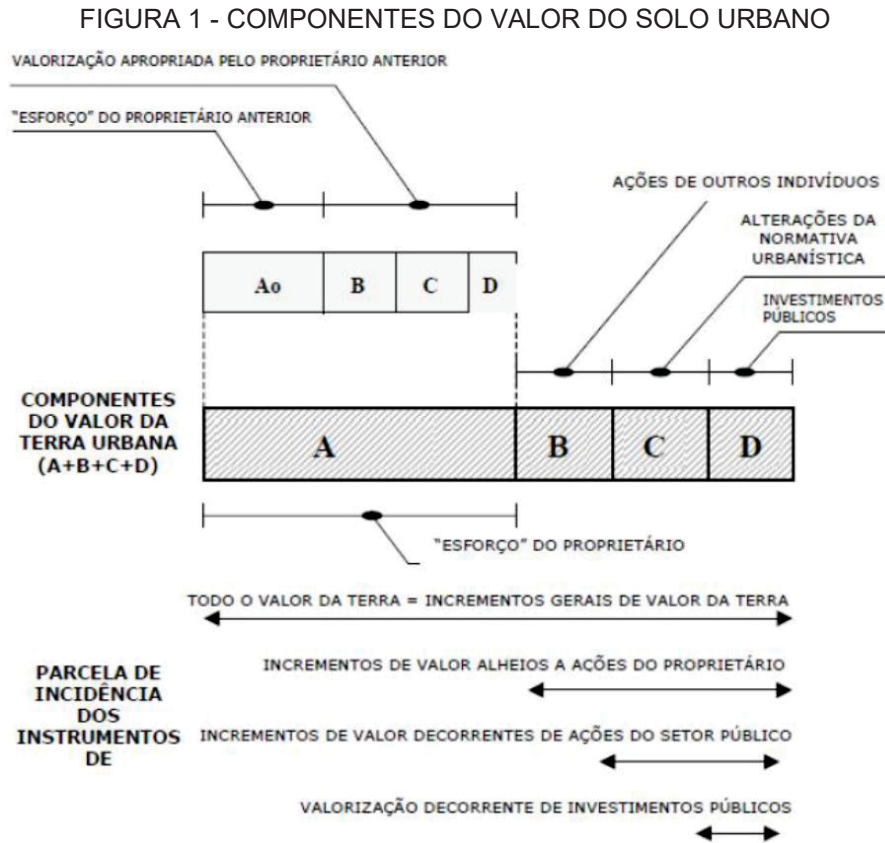 FIGURA 1 - COMPONENTES DO VALOR DO SOLO URBANO
VALORIZAÇÃO APROPRIADA PELO PROPRIETÁRIO ANTERIOR
"ESFORÇO" DO PROPRIETÁRIO ANTERIOR
AÇÕES DE OUTROS INDIVÍDUOS
ALTERAÇÕES DA
NORMATIVA
URBANÍSTICA
INVESTIMENTOS
PÚBLICOS
Ao B C D
COMPONENTES
DO VALOR DA
TERRA URBANA
(A+B+C+D)
A B C D
"ESFORÇO" DO PROPRIETÁRIO
TODO O VALOR DA TERRA = INCREMENTOS GERAIS DE VALOR DA TERRA
PARCELA DE
INCIDÊNCIA
DOS
INSTRUMENTOS
DE
INCREMENTOS DE VALOR ALHEIOS A AÇÕES DO PROPRIETÁRIO
INCREMENTOS DE VALOR DECORRENTES DE AÇÕES DO SETOR PÚBLICO
VALORIZAÇÃO DECORRENTE DE INVESTIMENTOS PÚBLICOS